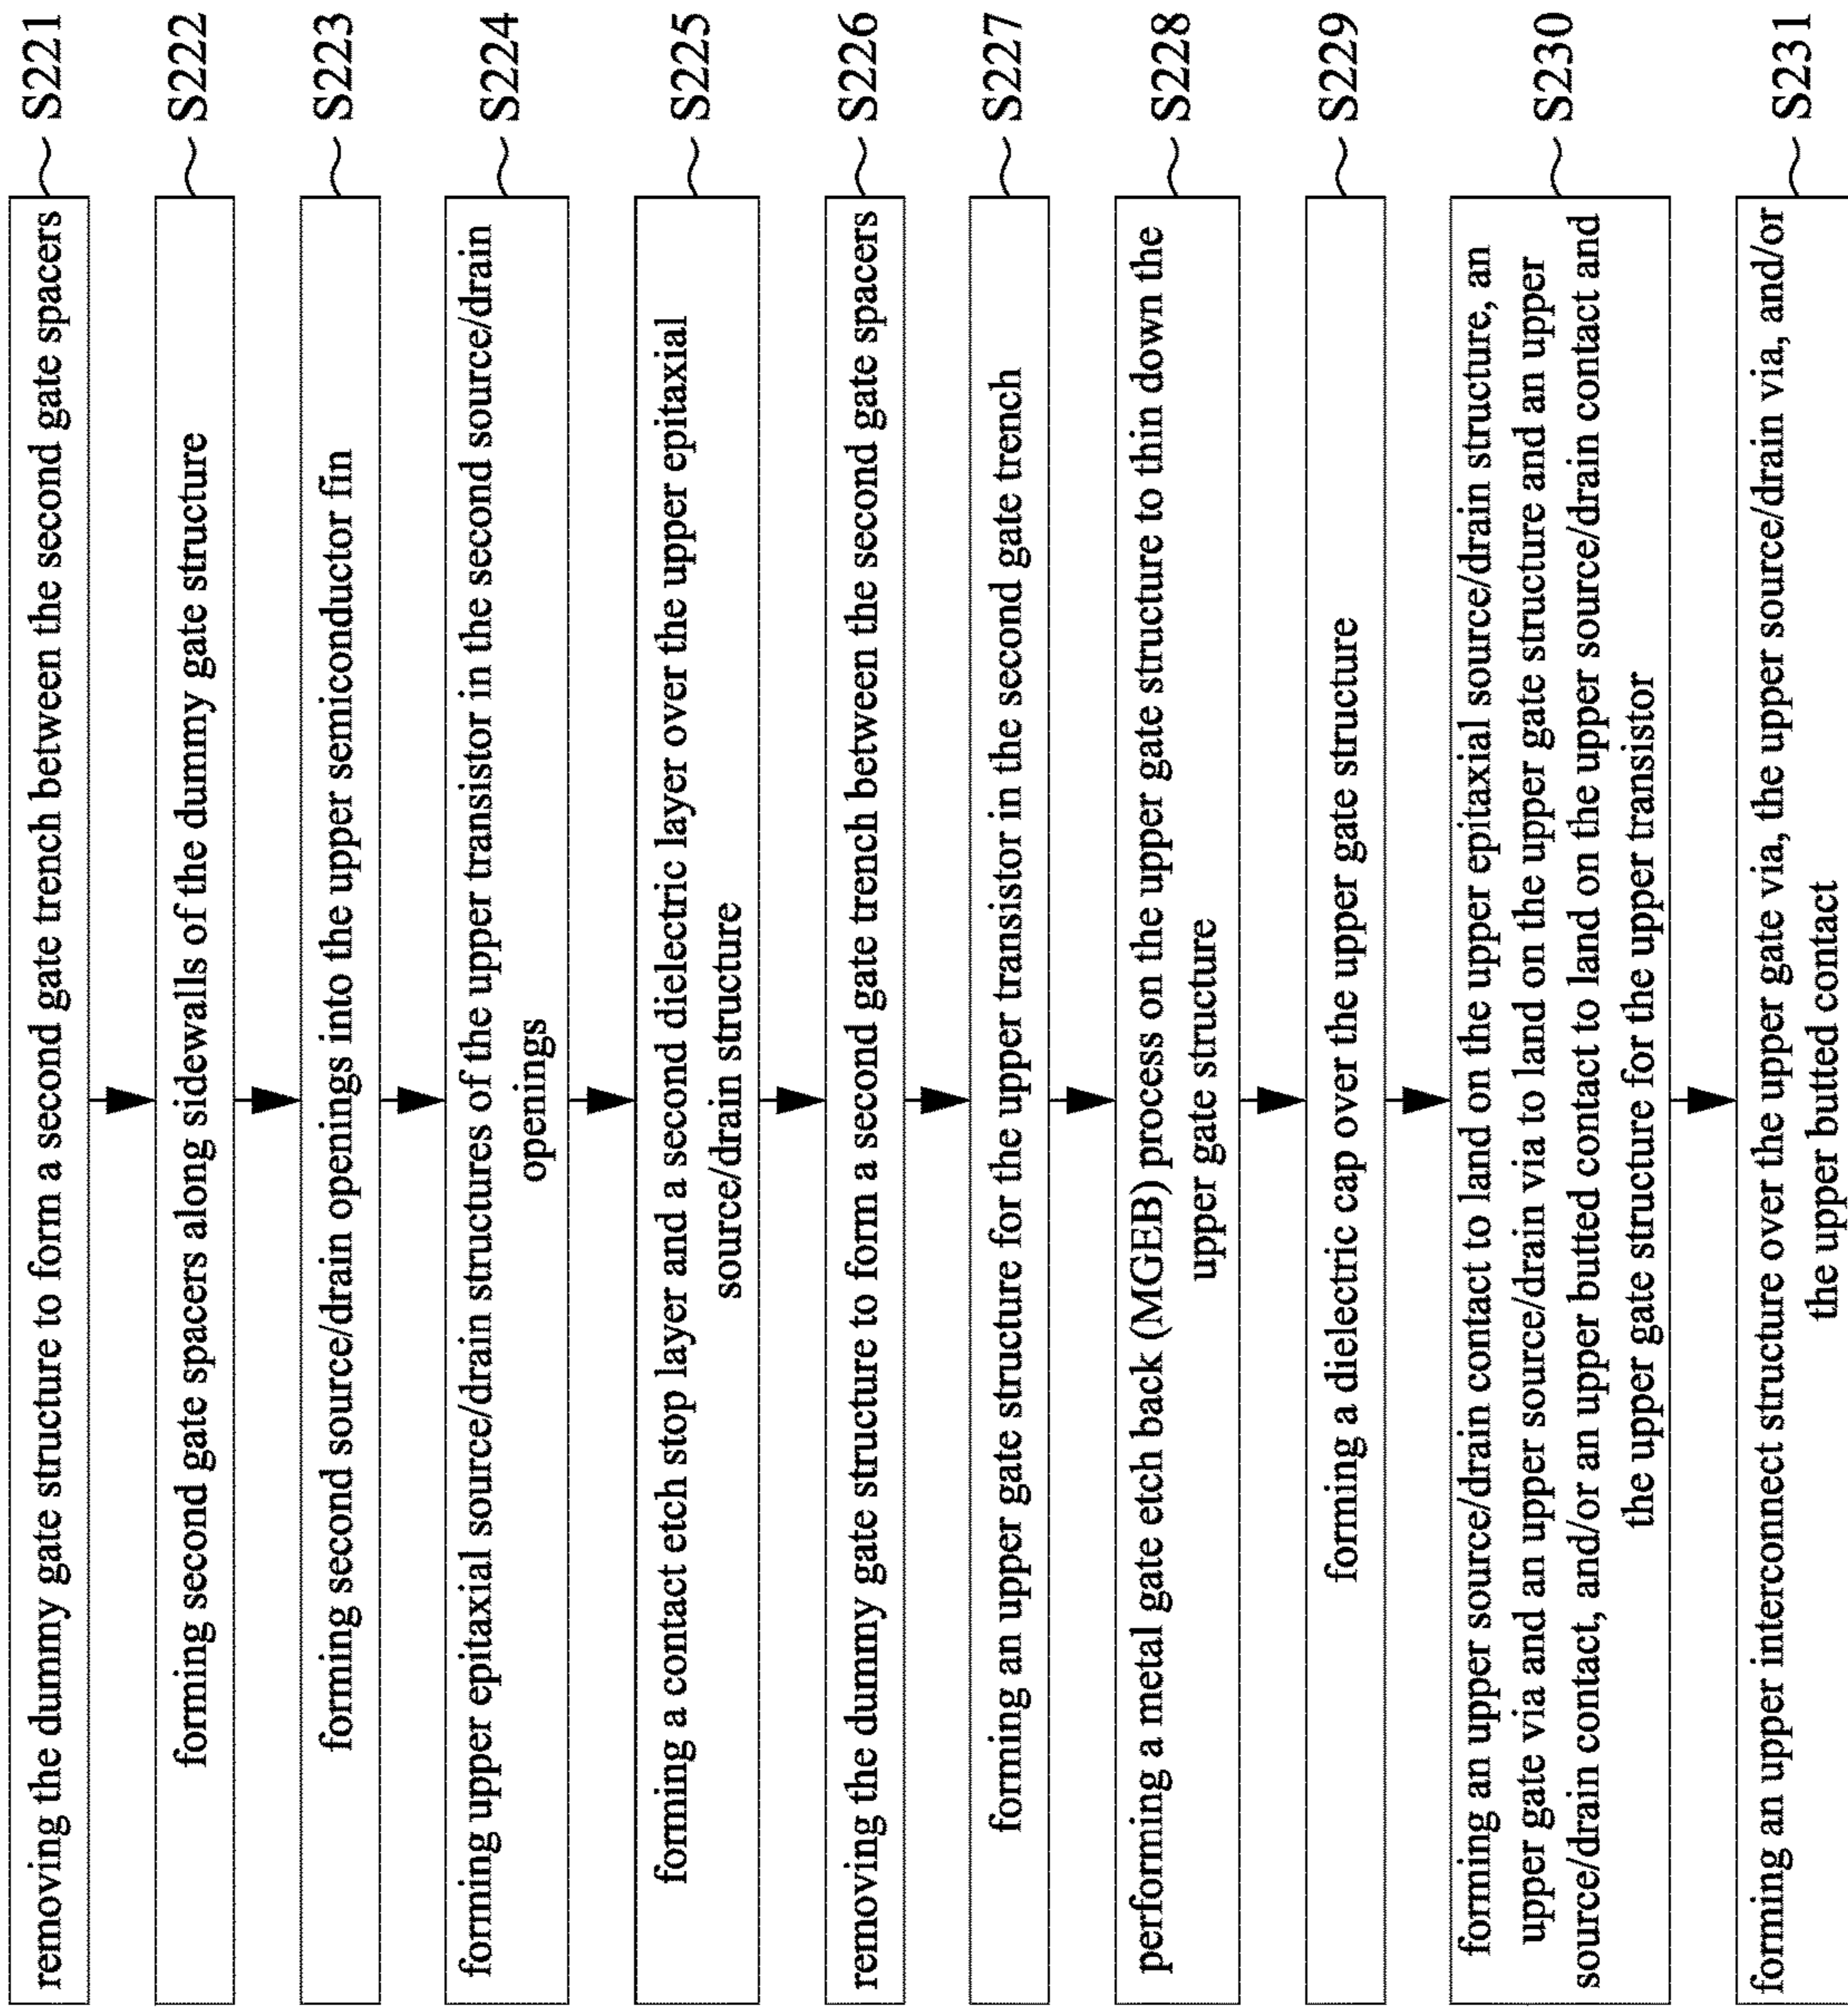 removing the dummy gate structure to form a second gate trench between the second gate spacers
S221
forming second gate spacers along sidewalls of the dummy gate structure
S222
forming second source/drain openings into the upper semiconductor fin
S223
forming upper epitaxial source/drain structures of the upper transistor in the second source/drain
openings
S224
forming a contact etch stop layer and a second dielectric layer over the upper epitaxial
source/drain structure
S225
removing the dummy gate structure to form a second gate trench between the second gate spacers
S226
forming an upper gate structure for the upper transistor in the second gate trench
S227
performing a metal gate etch back (MGEB) process on the upper gate structure to thin down the
upper gate structure
S228
forming a dielectric cap over the upper gate structure
S229
forming an upper source/drain contact to land on the upper epitaxial source/drain structure, an
upper gate via and an upper source/drain via to land on the upper gate structure and an upper
source/drain contact, and/or an upper butted contact to land on the upper source/drain contact and
the upper gate structure for the upper transistor
S230
forming an upper interconnect structure over the upper gate via, the upper source/drain via, and/or
the upper butted contact
S231